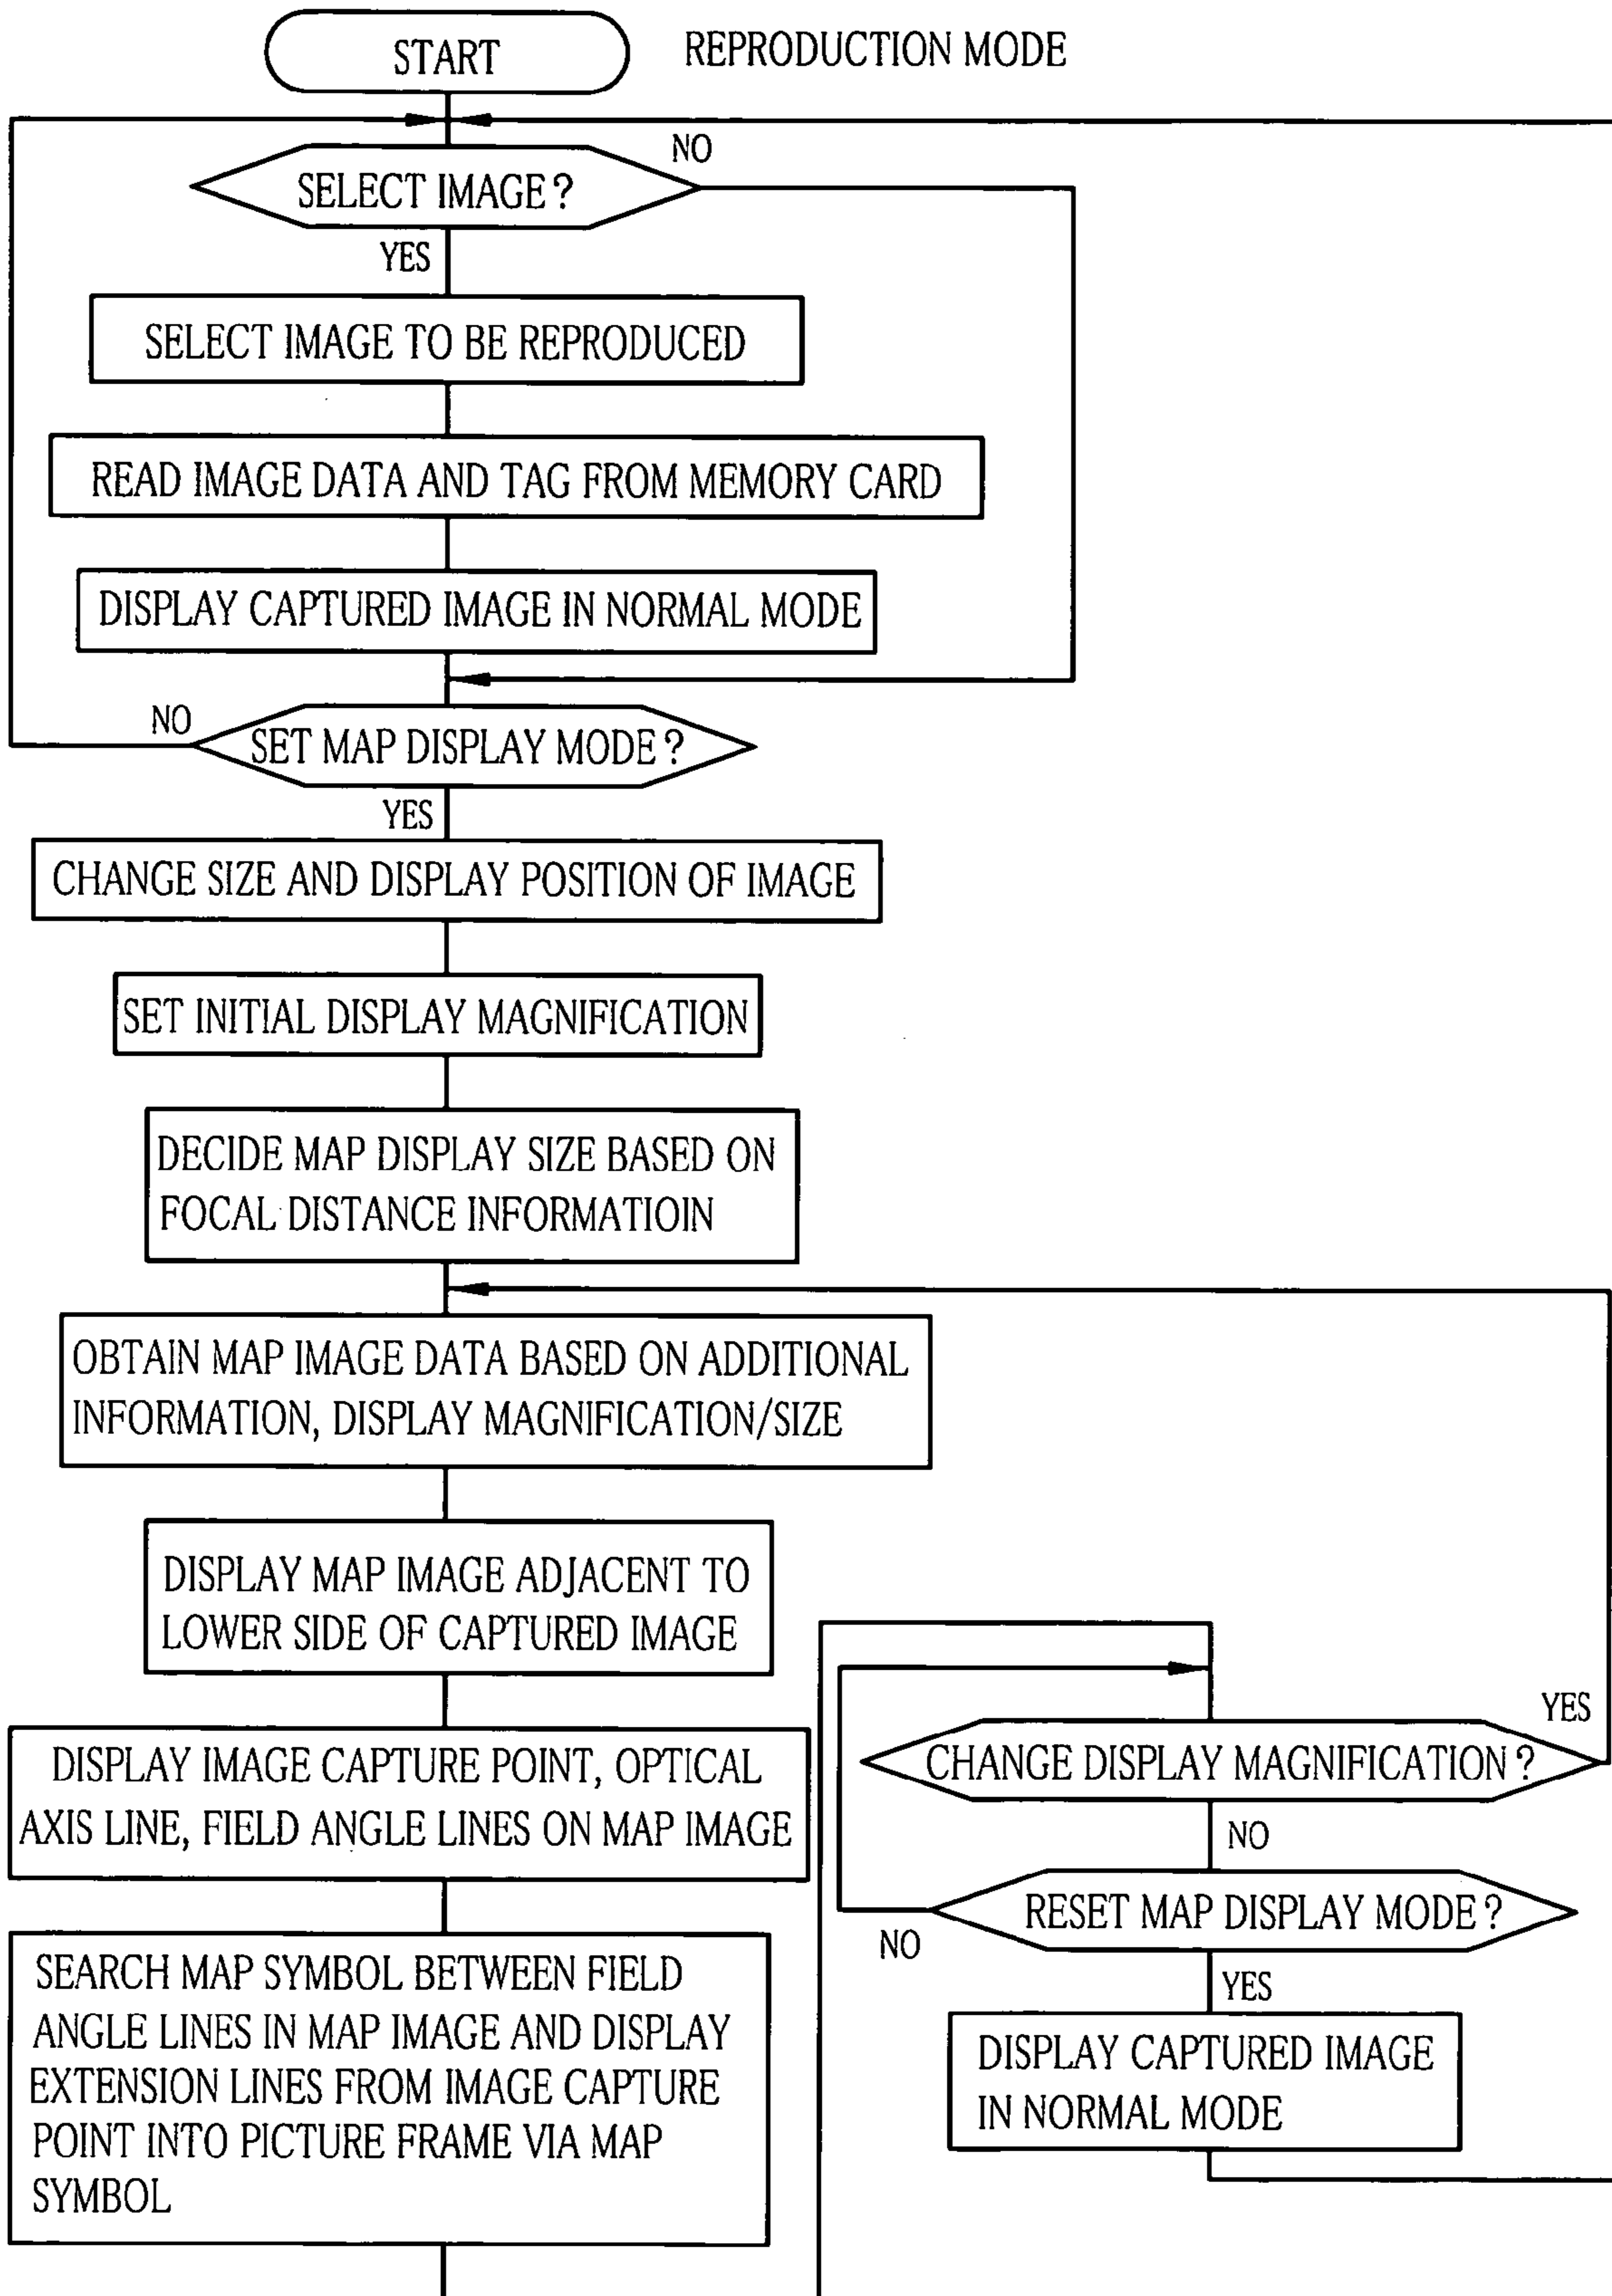 START
REPRODUCTION MODE
NO
SELECT IMAGE?
YES
SELECT IMAGE TO BE REPRODUCED
READ IMAGE DATA AND TAG FROM MEMORY CARD
DISPLAY CAPTURED IMAGE IN NORMAL MODE
NO
SET MAP DISPLAY MODE?
YES
CHANGE SIZE AND DISPLAY POSITION OF IMAGE
SET INITIAL DISPLAY MAGNIFICATION
DECIDE MAP DISPLAY SIZE BASED ON
FOCAL DISTANCE INFORMATIOIN
OBTAIN MAP IMAGE DATA BASED ON ADDITIONAL
INFORMATION, DISPLAY MAGNIFICATION/SIZE
DISPLAY MAP IMAGE ADJACENT TO
LOWER SIDE OF CAPTURED IMAGE
DISPLAY IMAGE CAPTURE POINT, OPTICAL
AXIS LINE, FIELD ANGLE LINES ON MAP IMAGE
SEARCH MAP SYMBOL BETWEEN FIELD
ANGLE LINES IN MAP IMAGE AND DISPLAY
EXTENSION LINES FROM IMAGE CAPTURE
POINT INTO PICTURE FRAME VIA MAP
SYMBOL
YES
CHANGE DISPLAY MAGNIFICATION?
NO
RESET MAP DISPLAY MODE?
NO
YES
DISPLAY CAPTURED IMAGE
IN NORMAL MODE